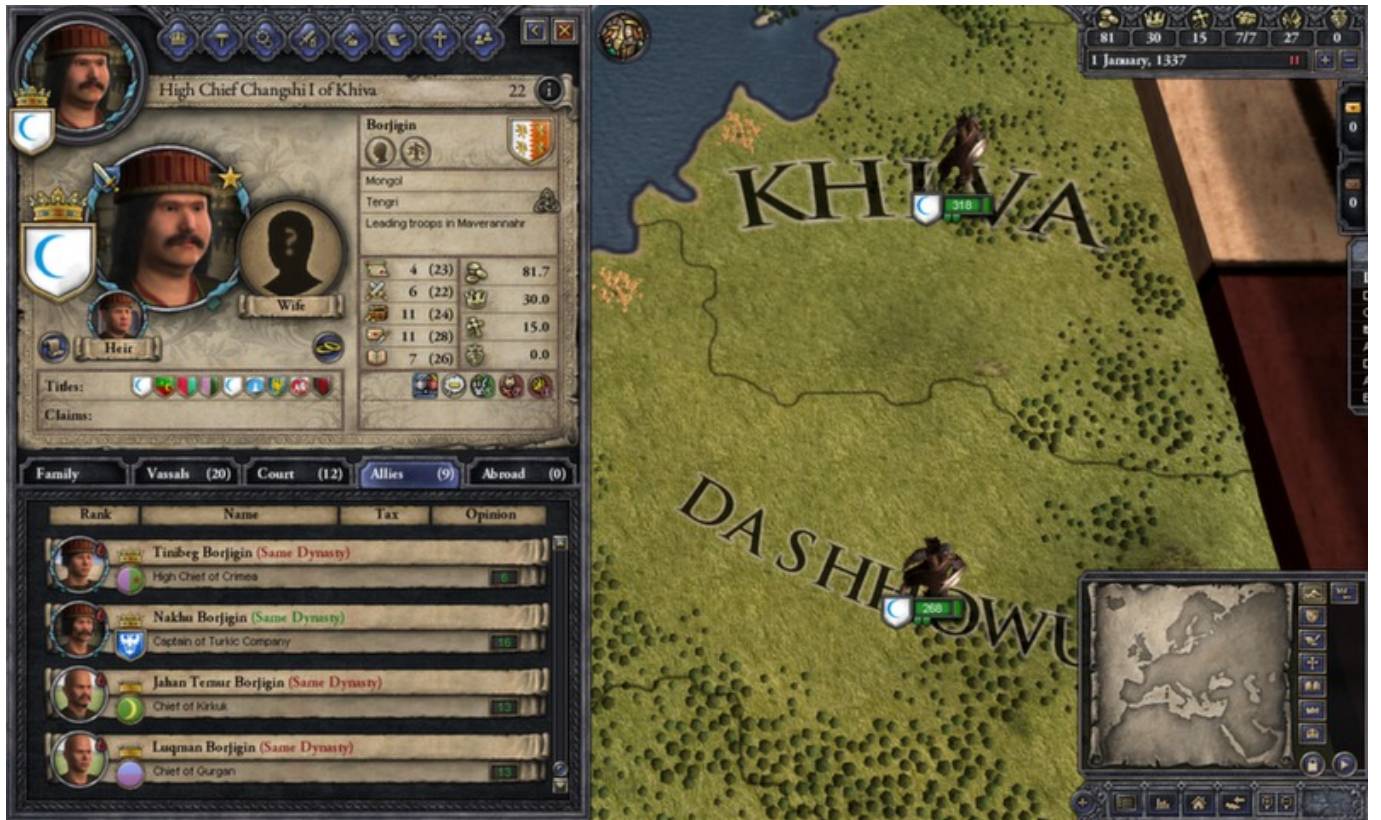 High Chief Changshi I of Khiva 22
Borjigin
Mongol
Tengri
Leading troops in Maverannahr
4 (23) 81.7
6 (22) 30.0
11 (24) 15.0
11 (28) 0.0
7 (26)
Wife
Heir
Titles:
Claims:
Family Vassals (20) Court (12) Allies (9) Abroad (0)
Rank Name Tax Opinion
Tinibeg Borjigin (Same Dynasty)
High Chief of Crimea 6
Nakhu Borjigin (Same Dynasty)
Captain of Turkic Company 16
Jahan Temur Borjigin (Same Dynasty)
Chief of Kirkuk 13
Luqman Borjigin (Same Dynasty)
Chief of Gurgan 13
81 30 15 7/7 27 0
1 January, 1337
0
0
KHIVA
318
268